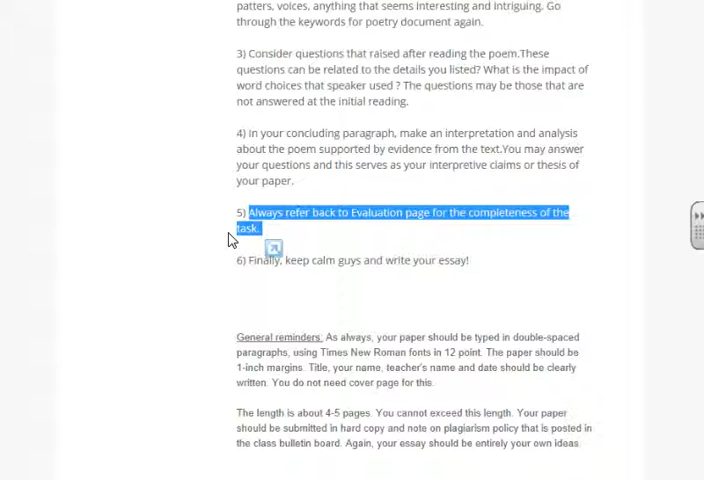 patters, voices, anything that seems interesting and intriguing. Go
through the keywords for poetry document again.
3) Consider questions that raised after reading the poem.These
questions can be related to the details you listed? What is the impact of
word choices that speaker used ? The questions may be those that are
not answered at the initial reading.
4) In your concluding paragraph, make an interpretation and analysis
about the poem supported by evidence from the text.You may answer
your questions and this serves as your interpretive claims or thesis of
your paper.
5) Always refer back to Evaluation page for the completeness of the
task.
6) Finally, keep calm guys and write your essay!
General reminders: As always, your paper should be typed in double-spaced
paragraphs, using Times New Roman fonts in 12 point. The paper should be
1-inch margins. Title, your name, teacher's name and date should be clearly
written. You do not need cover page for this.
The length is about 4-5 pages. You cannot exceed this length. Your paper
should be submitted in hard copy and note on plagiarism policy that is posted in
the class bulletin board. Again, your essay should be entirely your own ideas.